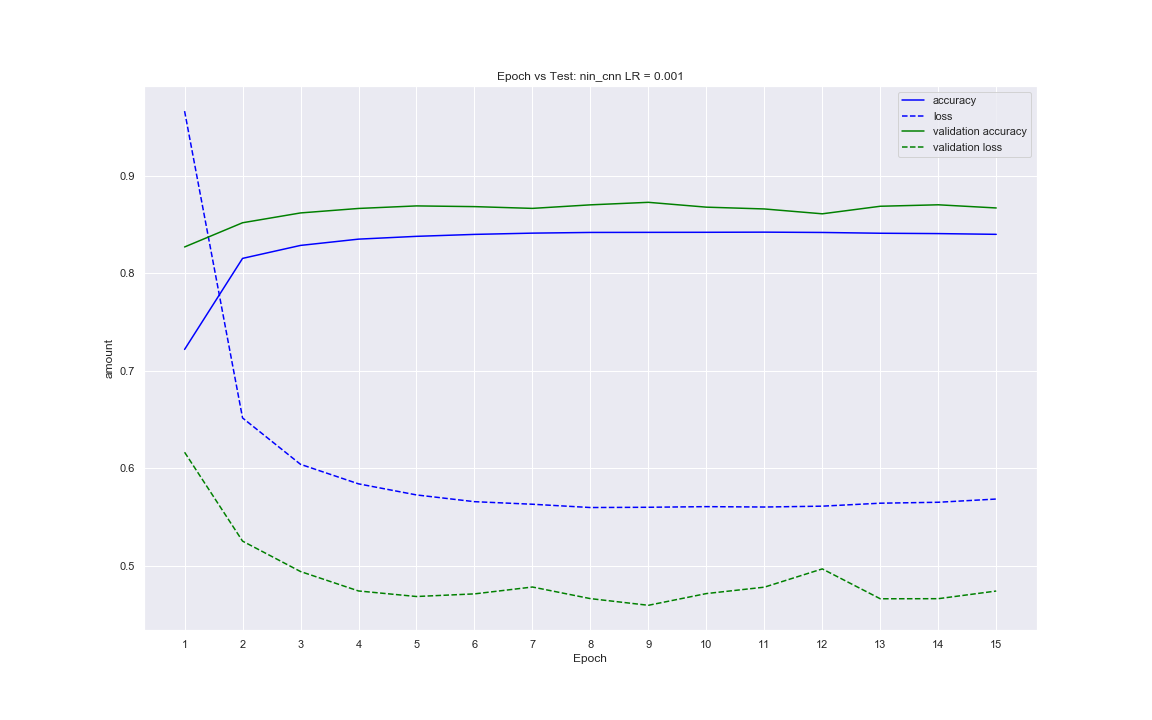 Epoch vs Test: nin_cnn LR = 0.001
accuracy
loss
validation accuracy
validation loss
amount
0.9
0.8
0.7
0.6
0.5
1 2 3 4 5 6 7 8 9 10 11 12 13 14 15
Epoch